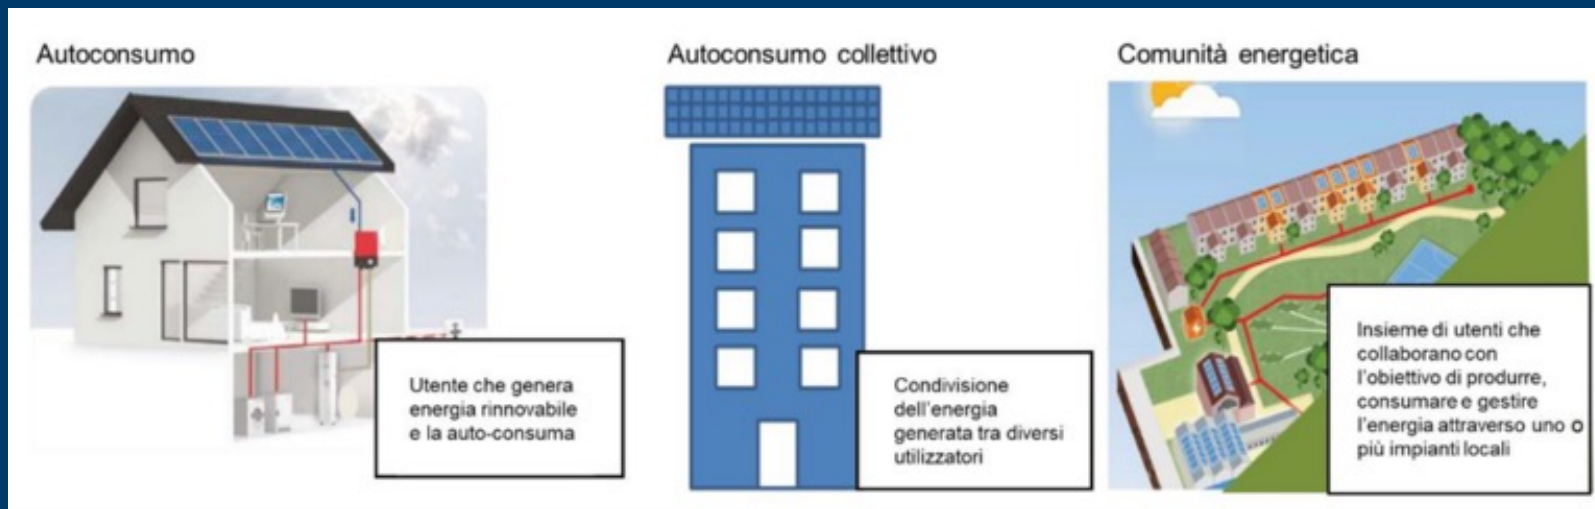 Autoconsumo
Autoconsumo collettivo
Comunità energetica
Utente che genera
energia rinnovabile
e la auto-consuma
Condivisione
dell'energia
generata tra diversi
utilizzatori
Insieme di utenti che
collaborano con
l'obiettivo di produrre,
consumare e gestire
l'energia attraverso uno o
più impianti locali